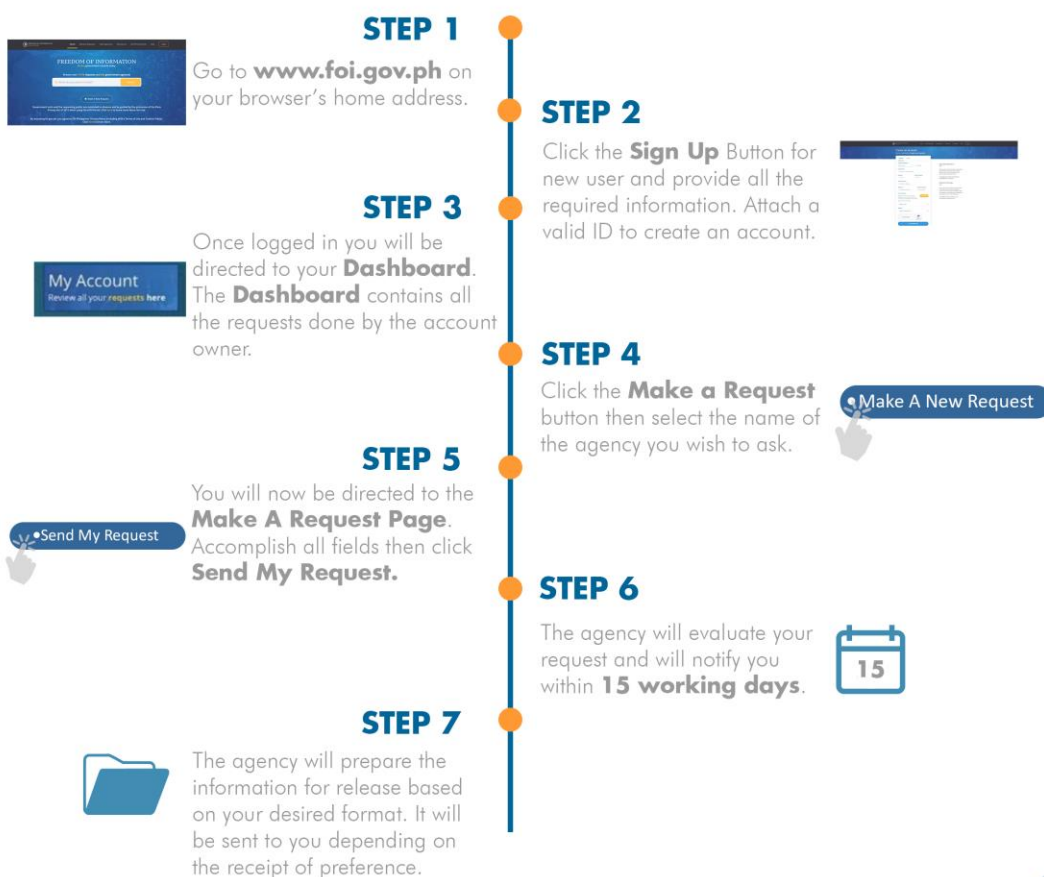 STEP 1
Go to www.foi.gov.ph on
your browser's home address.
FREEDOM OF INFORMATION
STEP 2
Click the Sign Up Button for
new user and provide all the
required information. Attach a
valid ID to create an account.
STEP 3
Once logged in you will be
directed to your Dashboard.
The Dashboard contains all
the requests done by the account
owner.
My Account
Review all your requests here
STEP 4
Click the Make a Request
button then select the name of
the agency you wish to ask.
Make A New Request
STEP 5
You will now be directed to the
Make A Request Page.
Accomplish all fields then click
Send My Request.
Send My Request
STEP 6
The agency will evaluate your
request and will notify you
within 15 working days.
15
STEP 7
The agency will prepare the
information for release based
on your desired format. It will
be sent to you depending on
the receipt of preference.